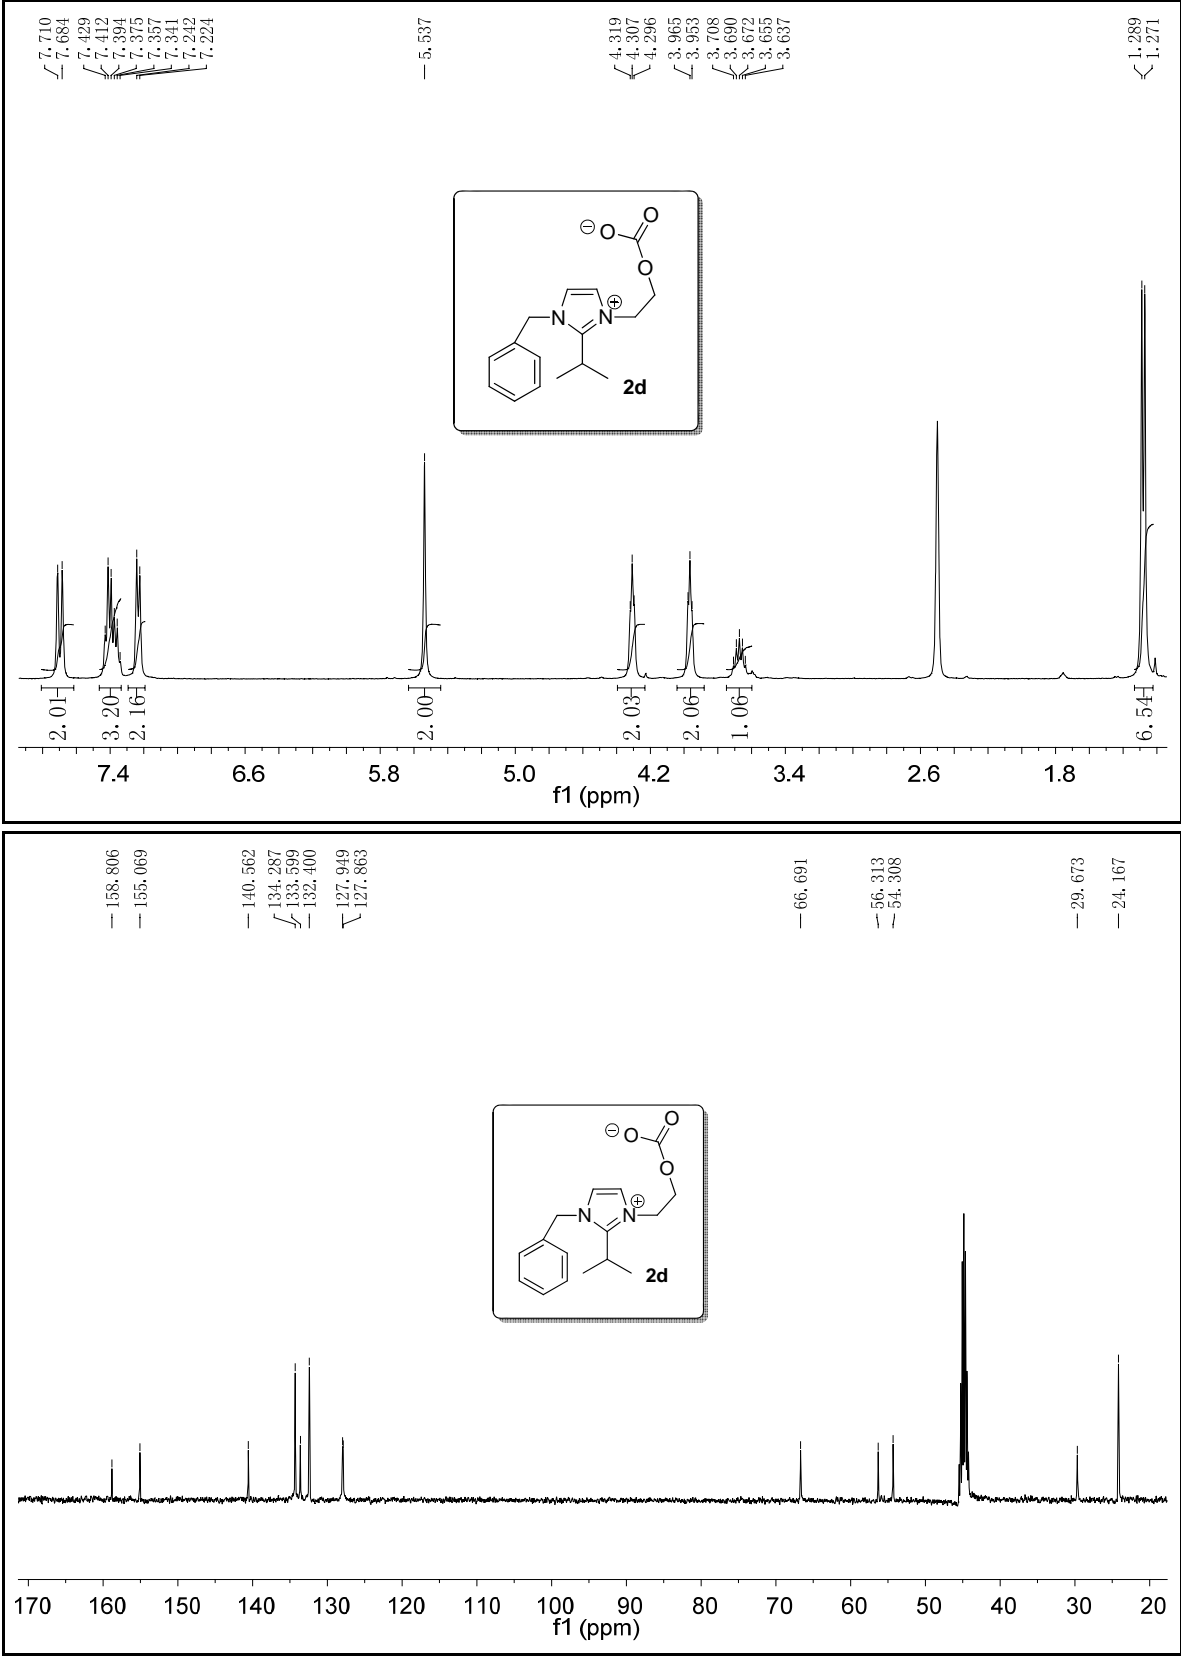 7.710
7.684
7.429
7.412
7.394
7.375
7.357
7.341
7.242
7.224
5.537
4.319
4.307
4.296
3.965
3.953
3.708
3.690
3.672
3.655
3.637
1.289
1.271
⊖ O
O
O
N
N ⊕
2d
2.01
3.20
2.16
2.00
2.03
2.06
1.06
6.54
7.4 6.6 5.8 5.0 4.2 3.4 2.6 1.8
f1 (ppm)
158.806
155.069
140.562
134.287
133.599
132.400
127.949
127.863
66.691
56.313
54.308
29.673
24.167
⊖ O
O
O
N
N ⊕
2d
170 160 150 140 130 120 110 100 90 80 70 60 50 40 30 20
f1 (ppm)